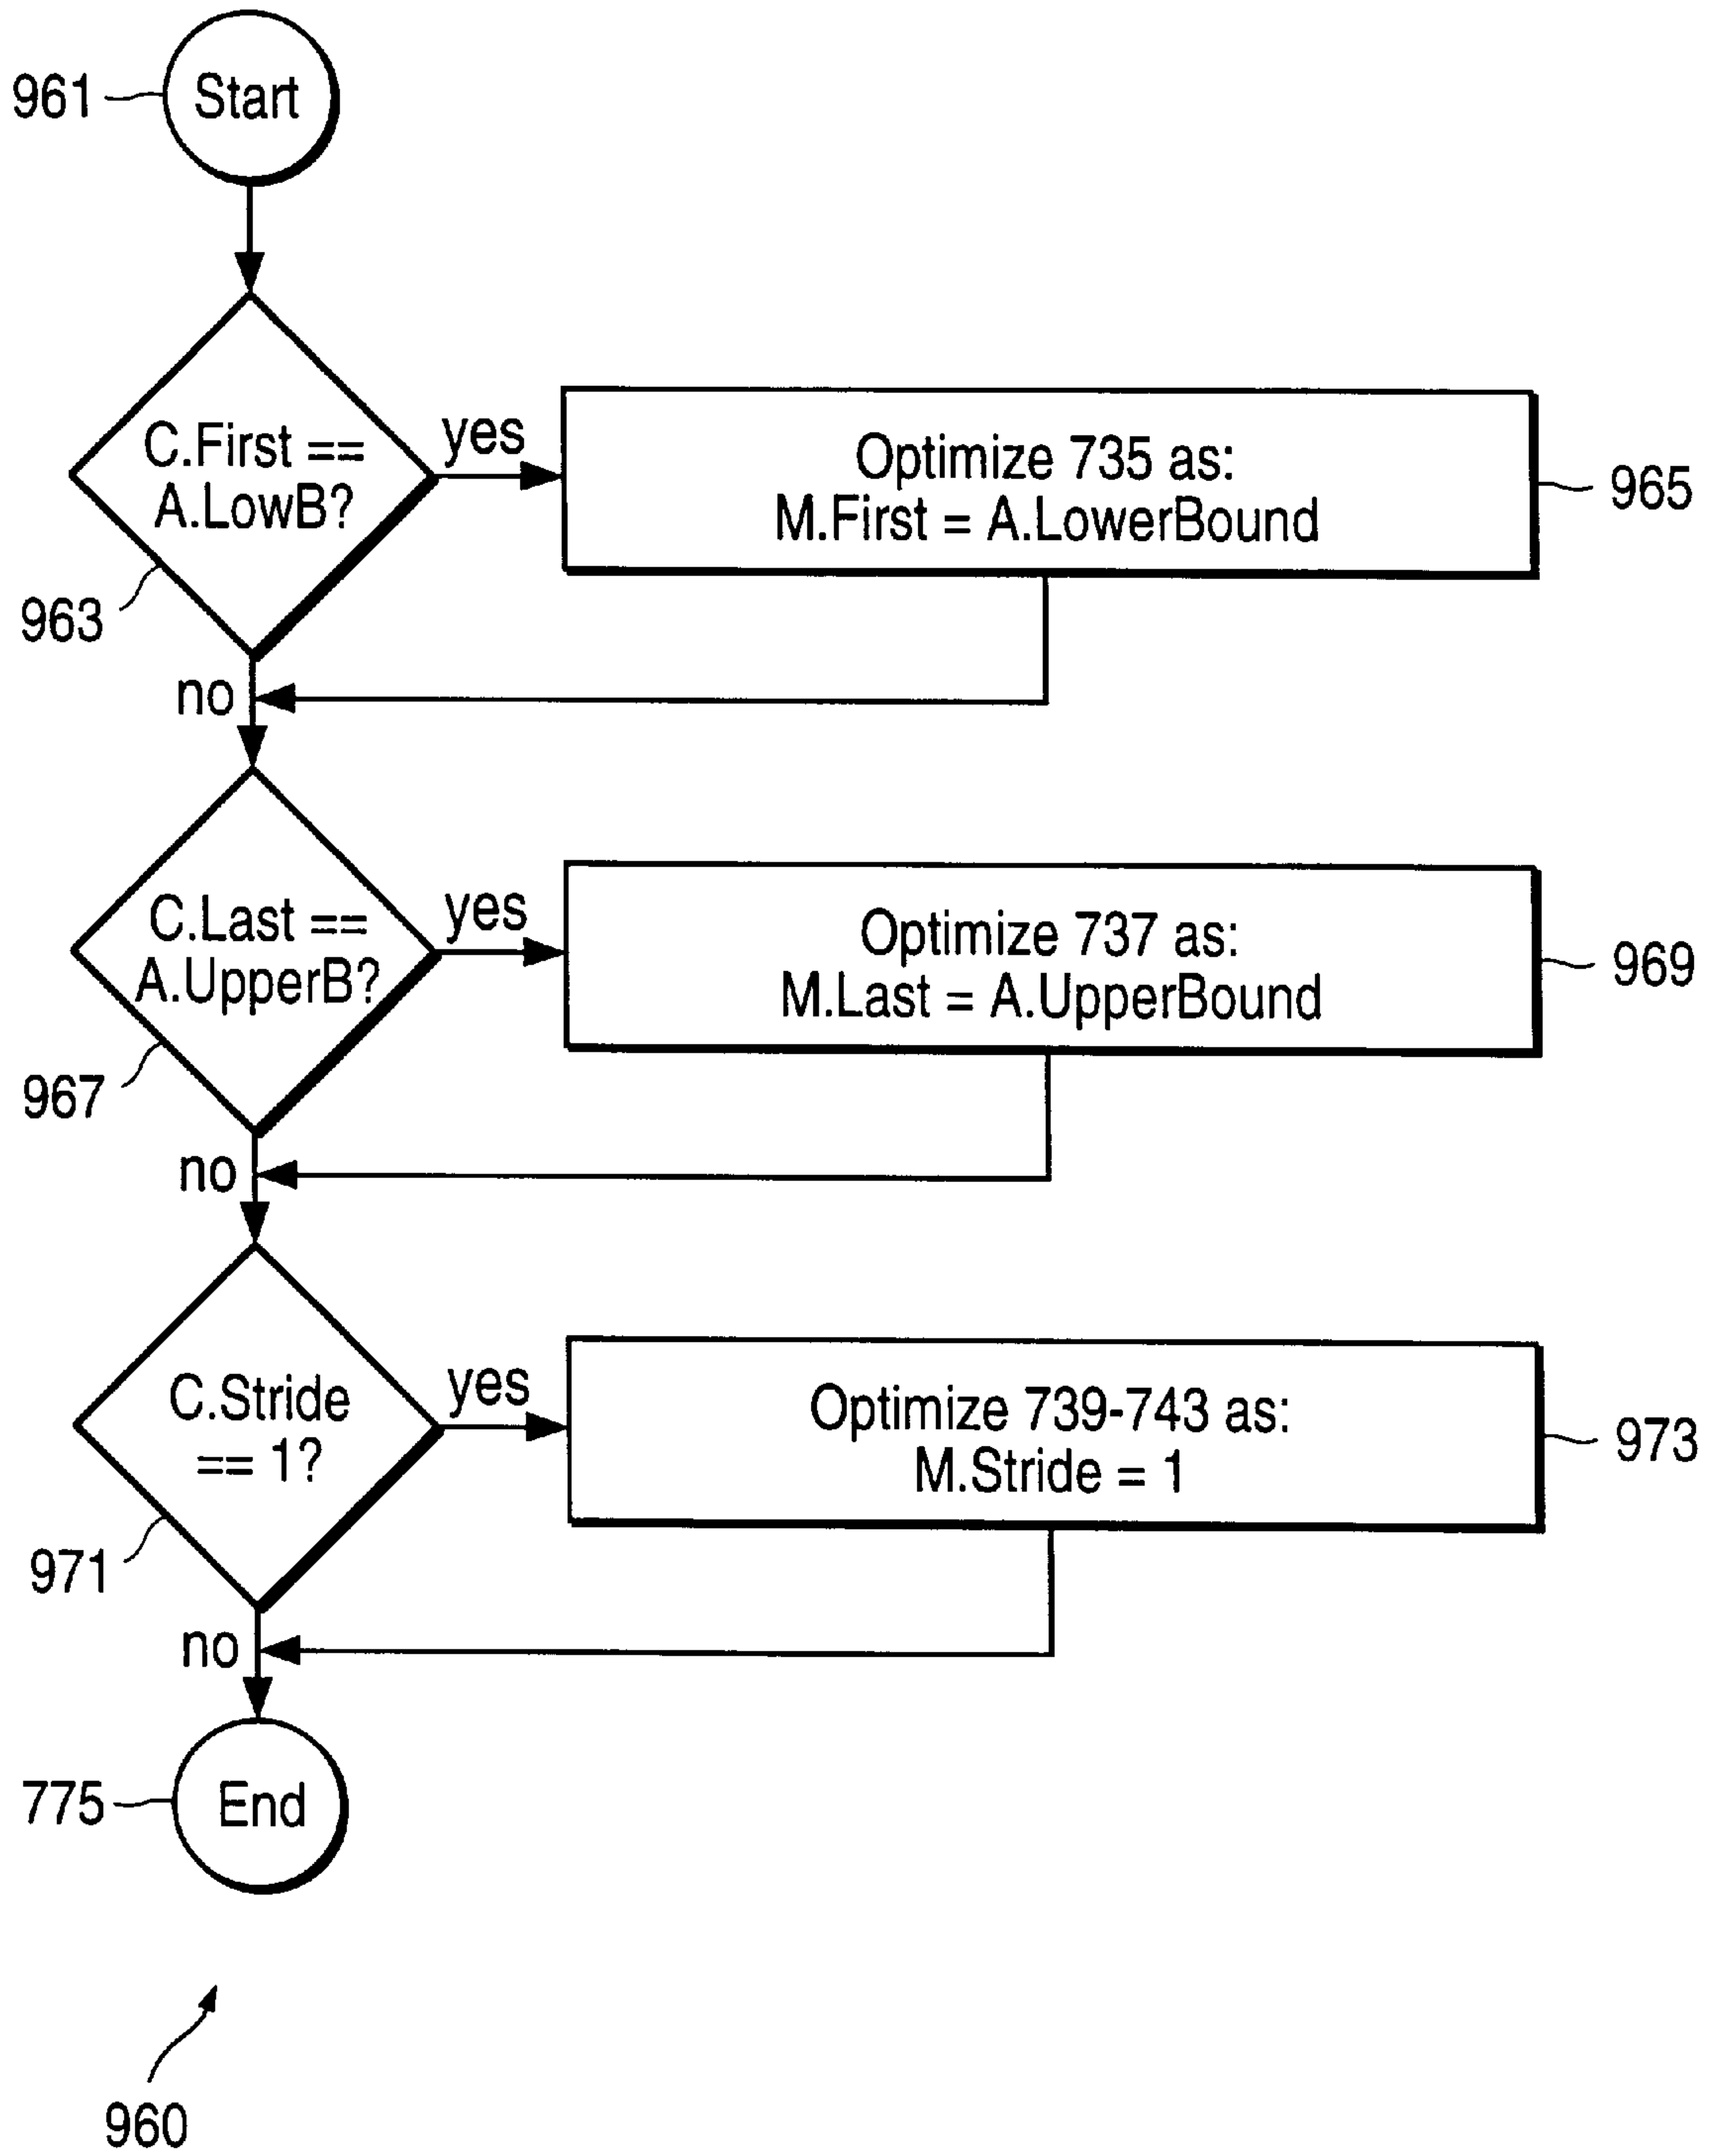 961
Start
C.First ==
A.LowB?
yes
Optimize 735 as:
M.First = A.LowerBound
965
963
no
C.Last ==
A.UpperB?
yes
Optimize 737 as:
M.Last = A.UpperBound
969
967
no
C.Stride
== 1?
yes
Optimize 739-743 as:
M.Stride = 1
973
971
no
775
End
960